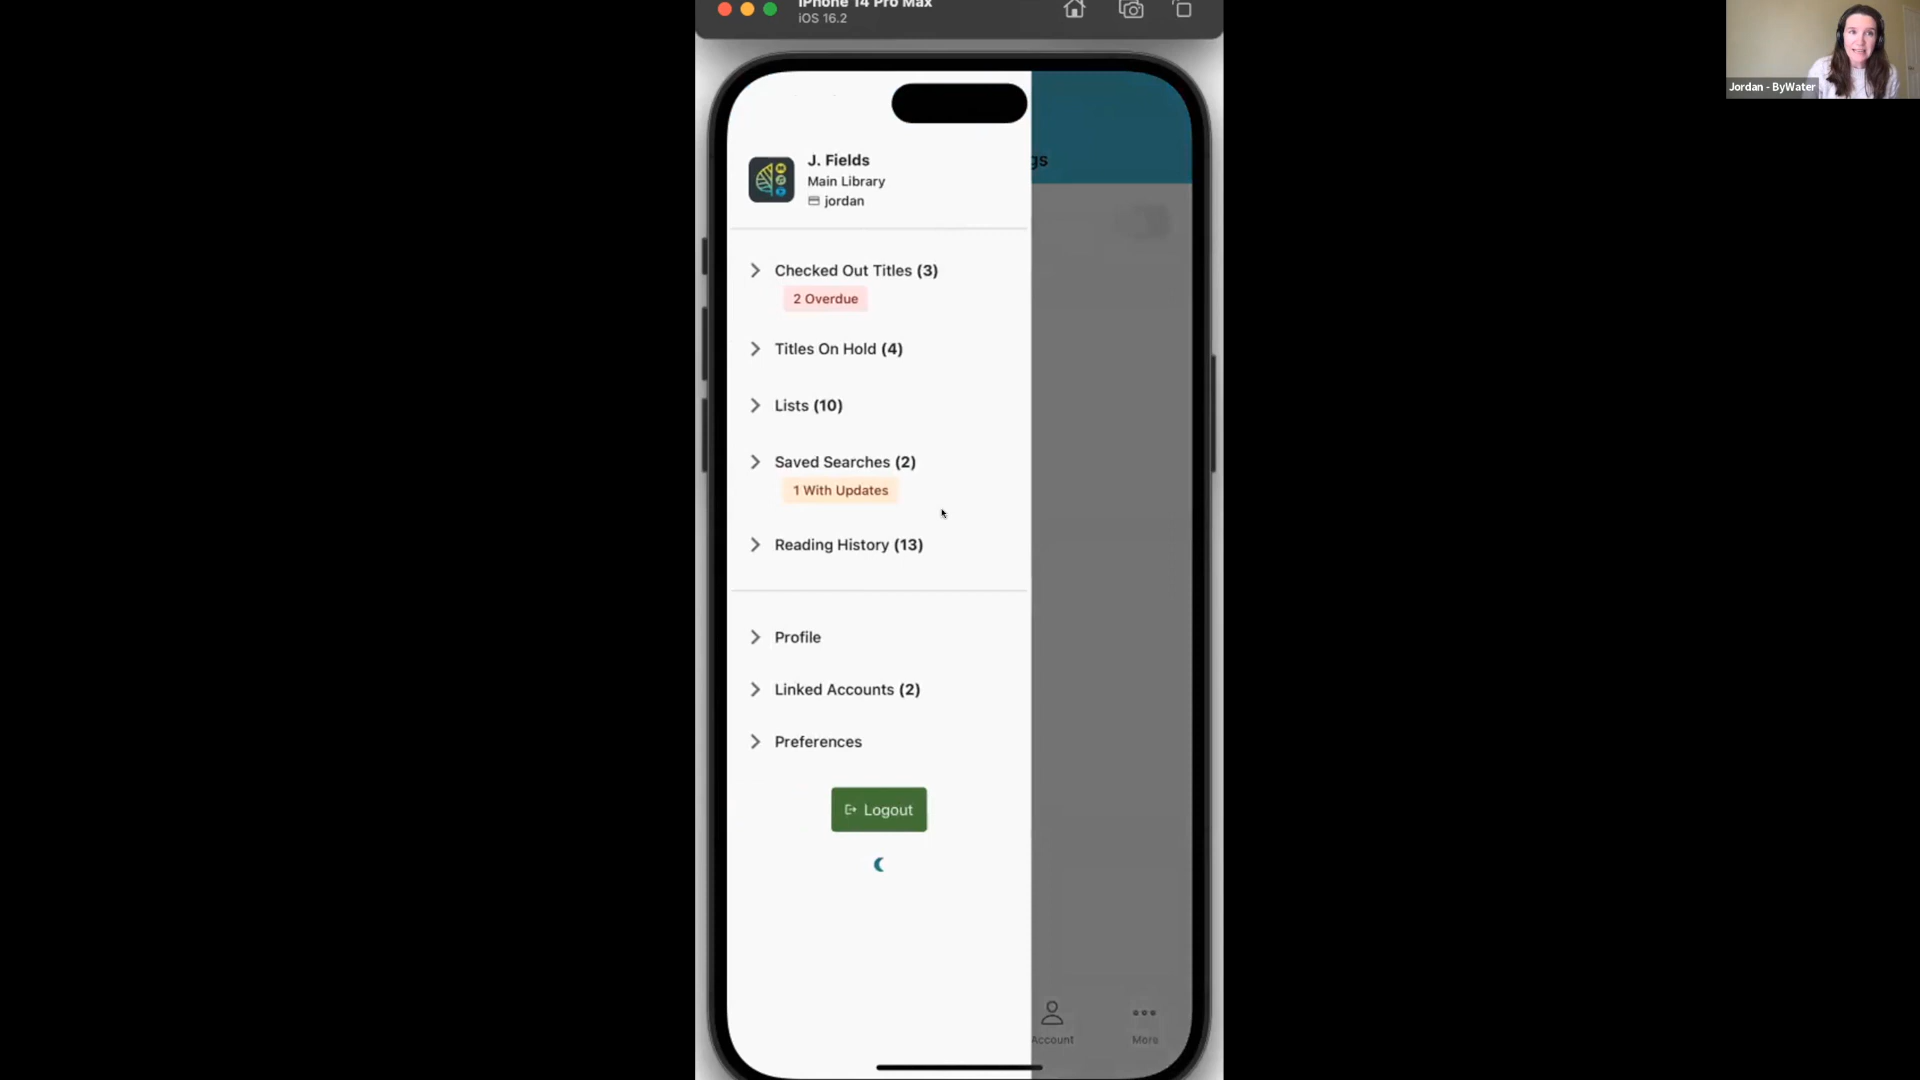 iPhone 14 Pro Max
iOS 16.2
Jordan - ByWater
J. Fields
Main Library
jordan
gs
Checked Out Titles (3)
2 Overdue
Titles On Hold (4)
Lists (10)
Saved Searches (2)
1 With Updates
Reading History (13)
Profile
Linked Accounts (2)
Preferences
Logout
Account
More